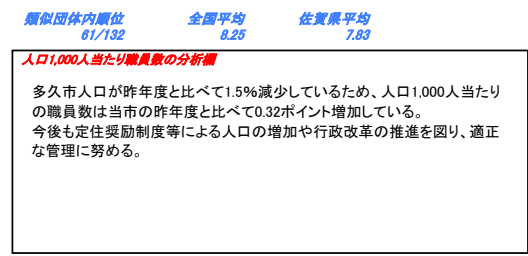 類似団体内順位 全国平均 佐賀県平均
61/132 8.25 7.83
人口1,000人当たり職員数の分析欄
多久市人口が昨年度と比べて1.5％減少しているため、人口1,000人当たり
の職員数は当市の昨年度と比べて0.32ポイント増加している。
今後も定住奨励制度等による人口の増加や行政改革の推進を図り、適正
な管理に努める。